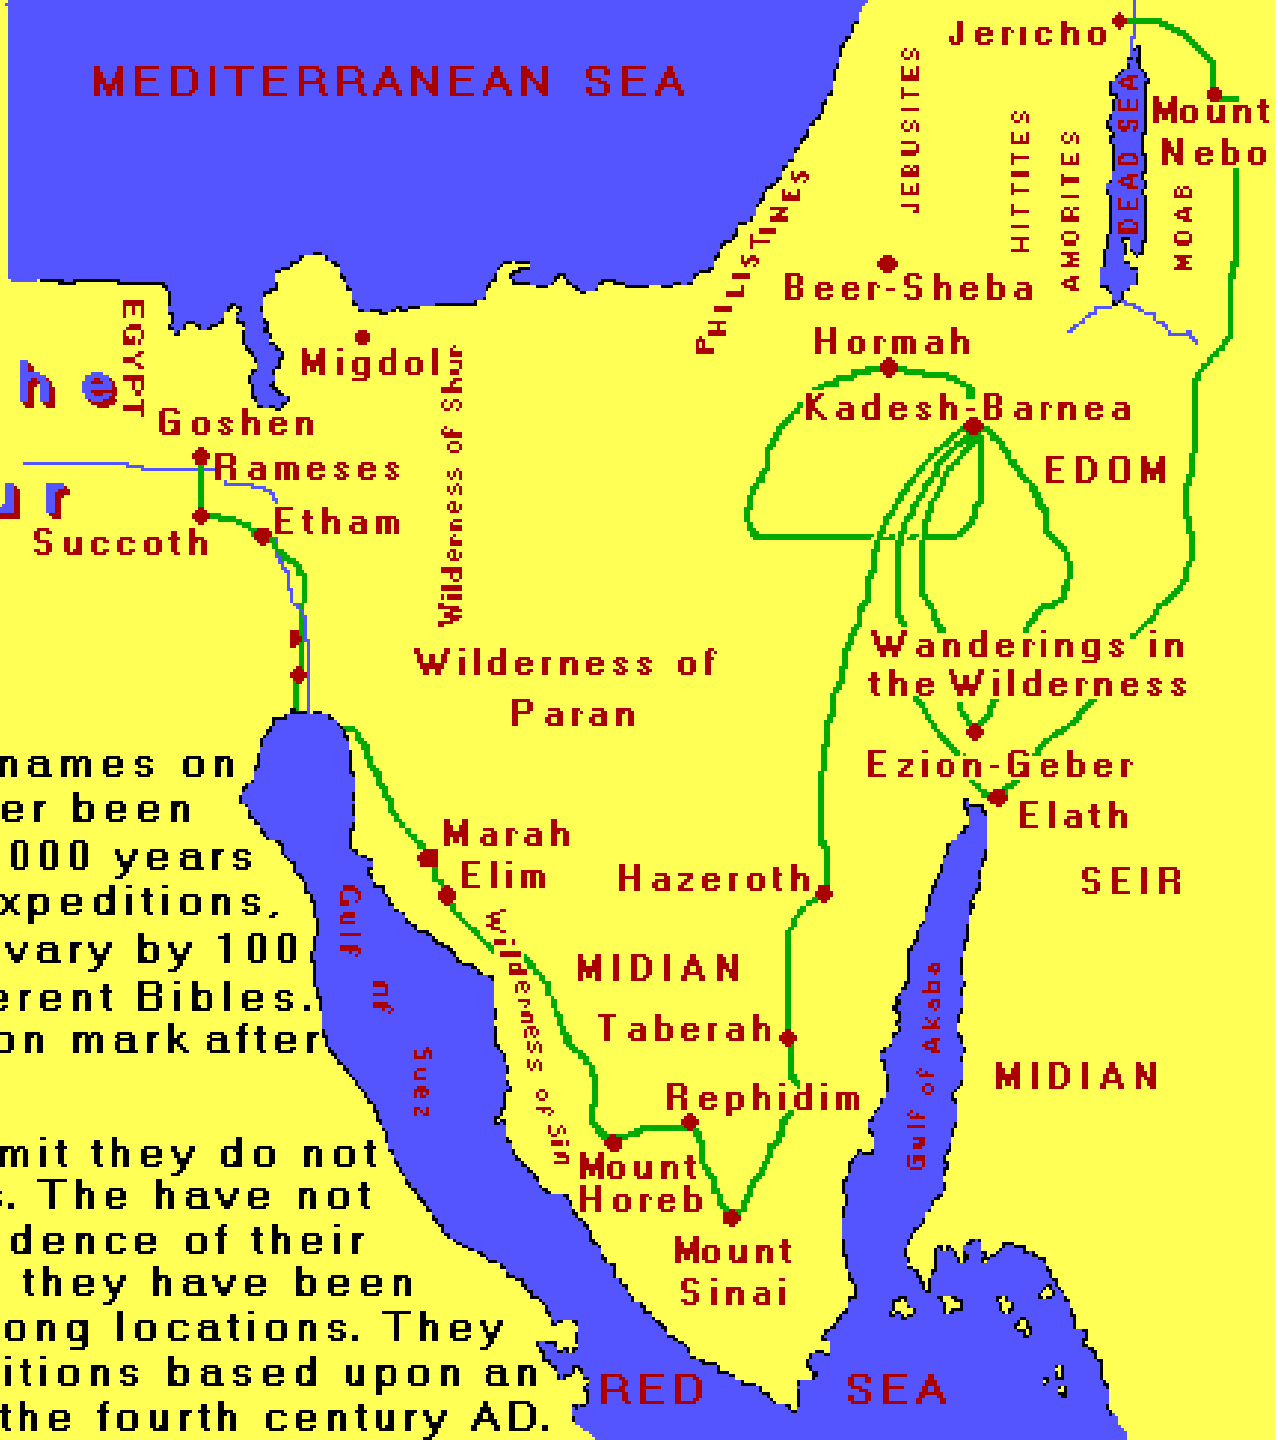 MEDITERRANEAN SEA
Jericho
Mount
Nebo
DEAD SEA
JEBUSITES
HITTITES
AMORITES
MOAB
PHILISTINES
Beer-Sheba
Hormah
Kadesh-Barnea
EDOM
EGYPT
Migdol
Wilderness of Shur
he
Goshen
Rameses
ur
Etham
Succoth
Wilderness of
Paran
Wanderings in
the Wilderness
Ezion-Geber
Elath
SEIR
names on
er been
000 years
xpeditions,
vary by 100
erent Bibles.
on mark after
Marah
Elim
Hazeroth
Gulf of Suez
Wilderness of Sin
MIDIAN
Taberah
Rephidim
Gulf of Akaba
MIDIAN
Mount
Horeb
Mount
Sinai
mit they do not
s. The have not
dence of their
they have been
ong locations. They
itions based upon an
the fourth century AD.
RED SEA